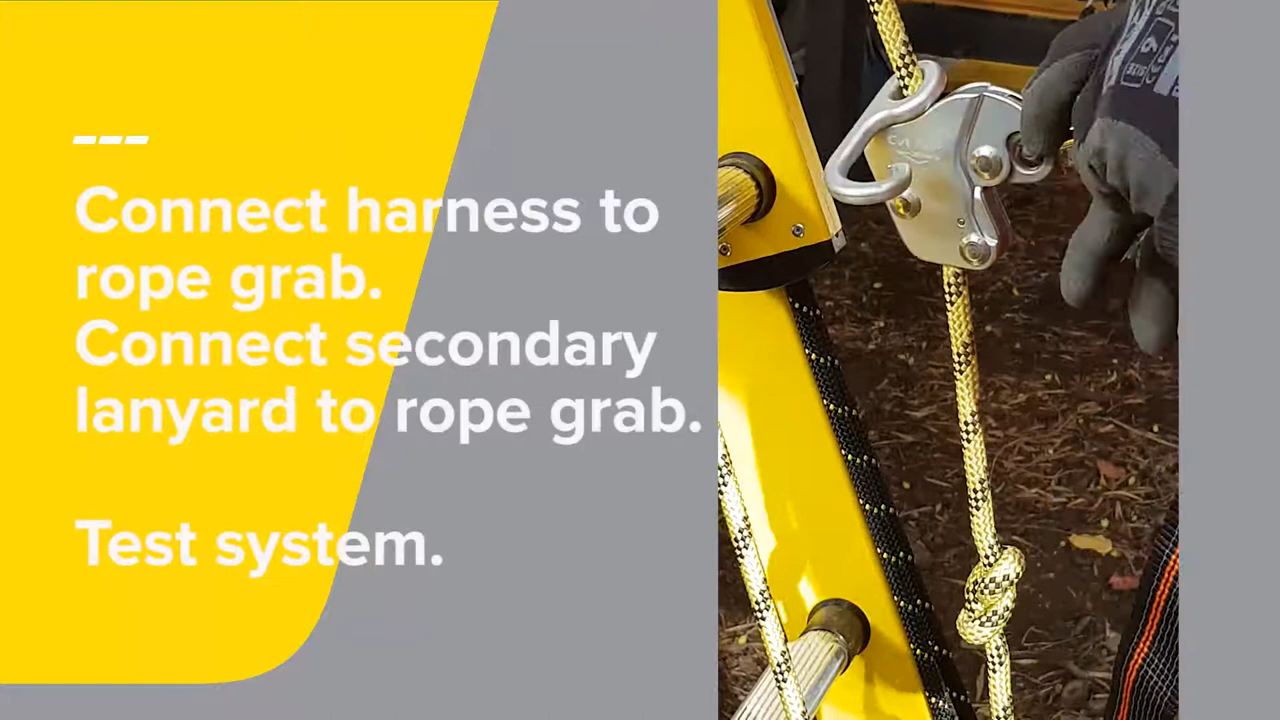 Connect harness to
rope grab.
Connect secondary
lanyard to rope grab.
Test system.